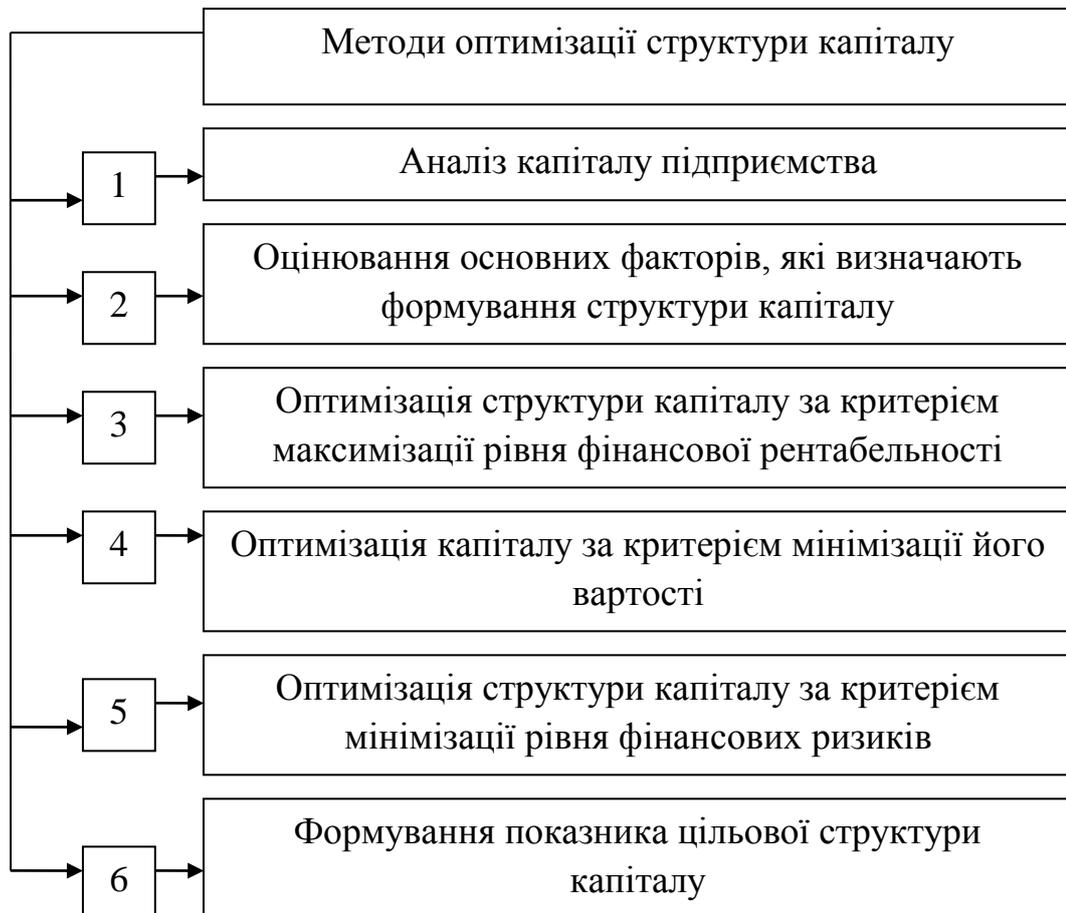 Методи оптимізації структури капіталу
1
Аналіз капіталу підприємства
2
Оцінювання основних факторів, які визначають
формування структури капіталу
3
Оптимізація структури капіталу за критерієм
максимізації рівня фінансової рентабельності
4
Оптимізація капіталу за критерієм мінімізації його
вартості
5
Оптимізація структури капіталу за критерієм
мінімізації рівня фінансових ризиків
6
Формування показника цільової структури
капіталу